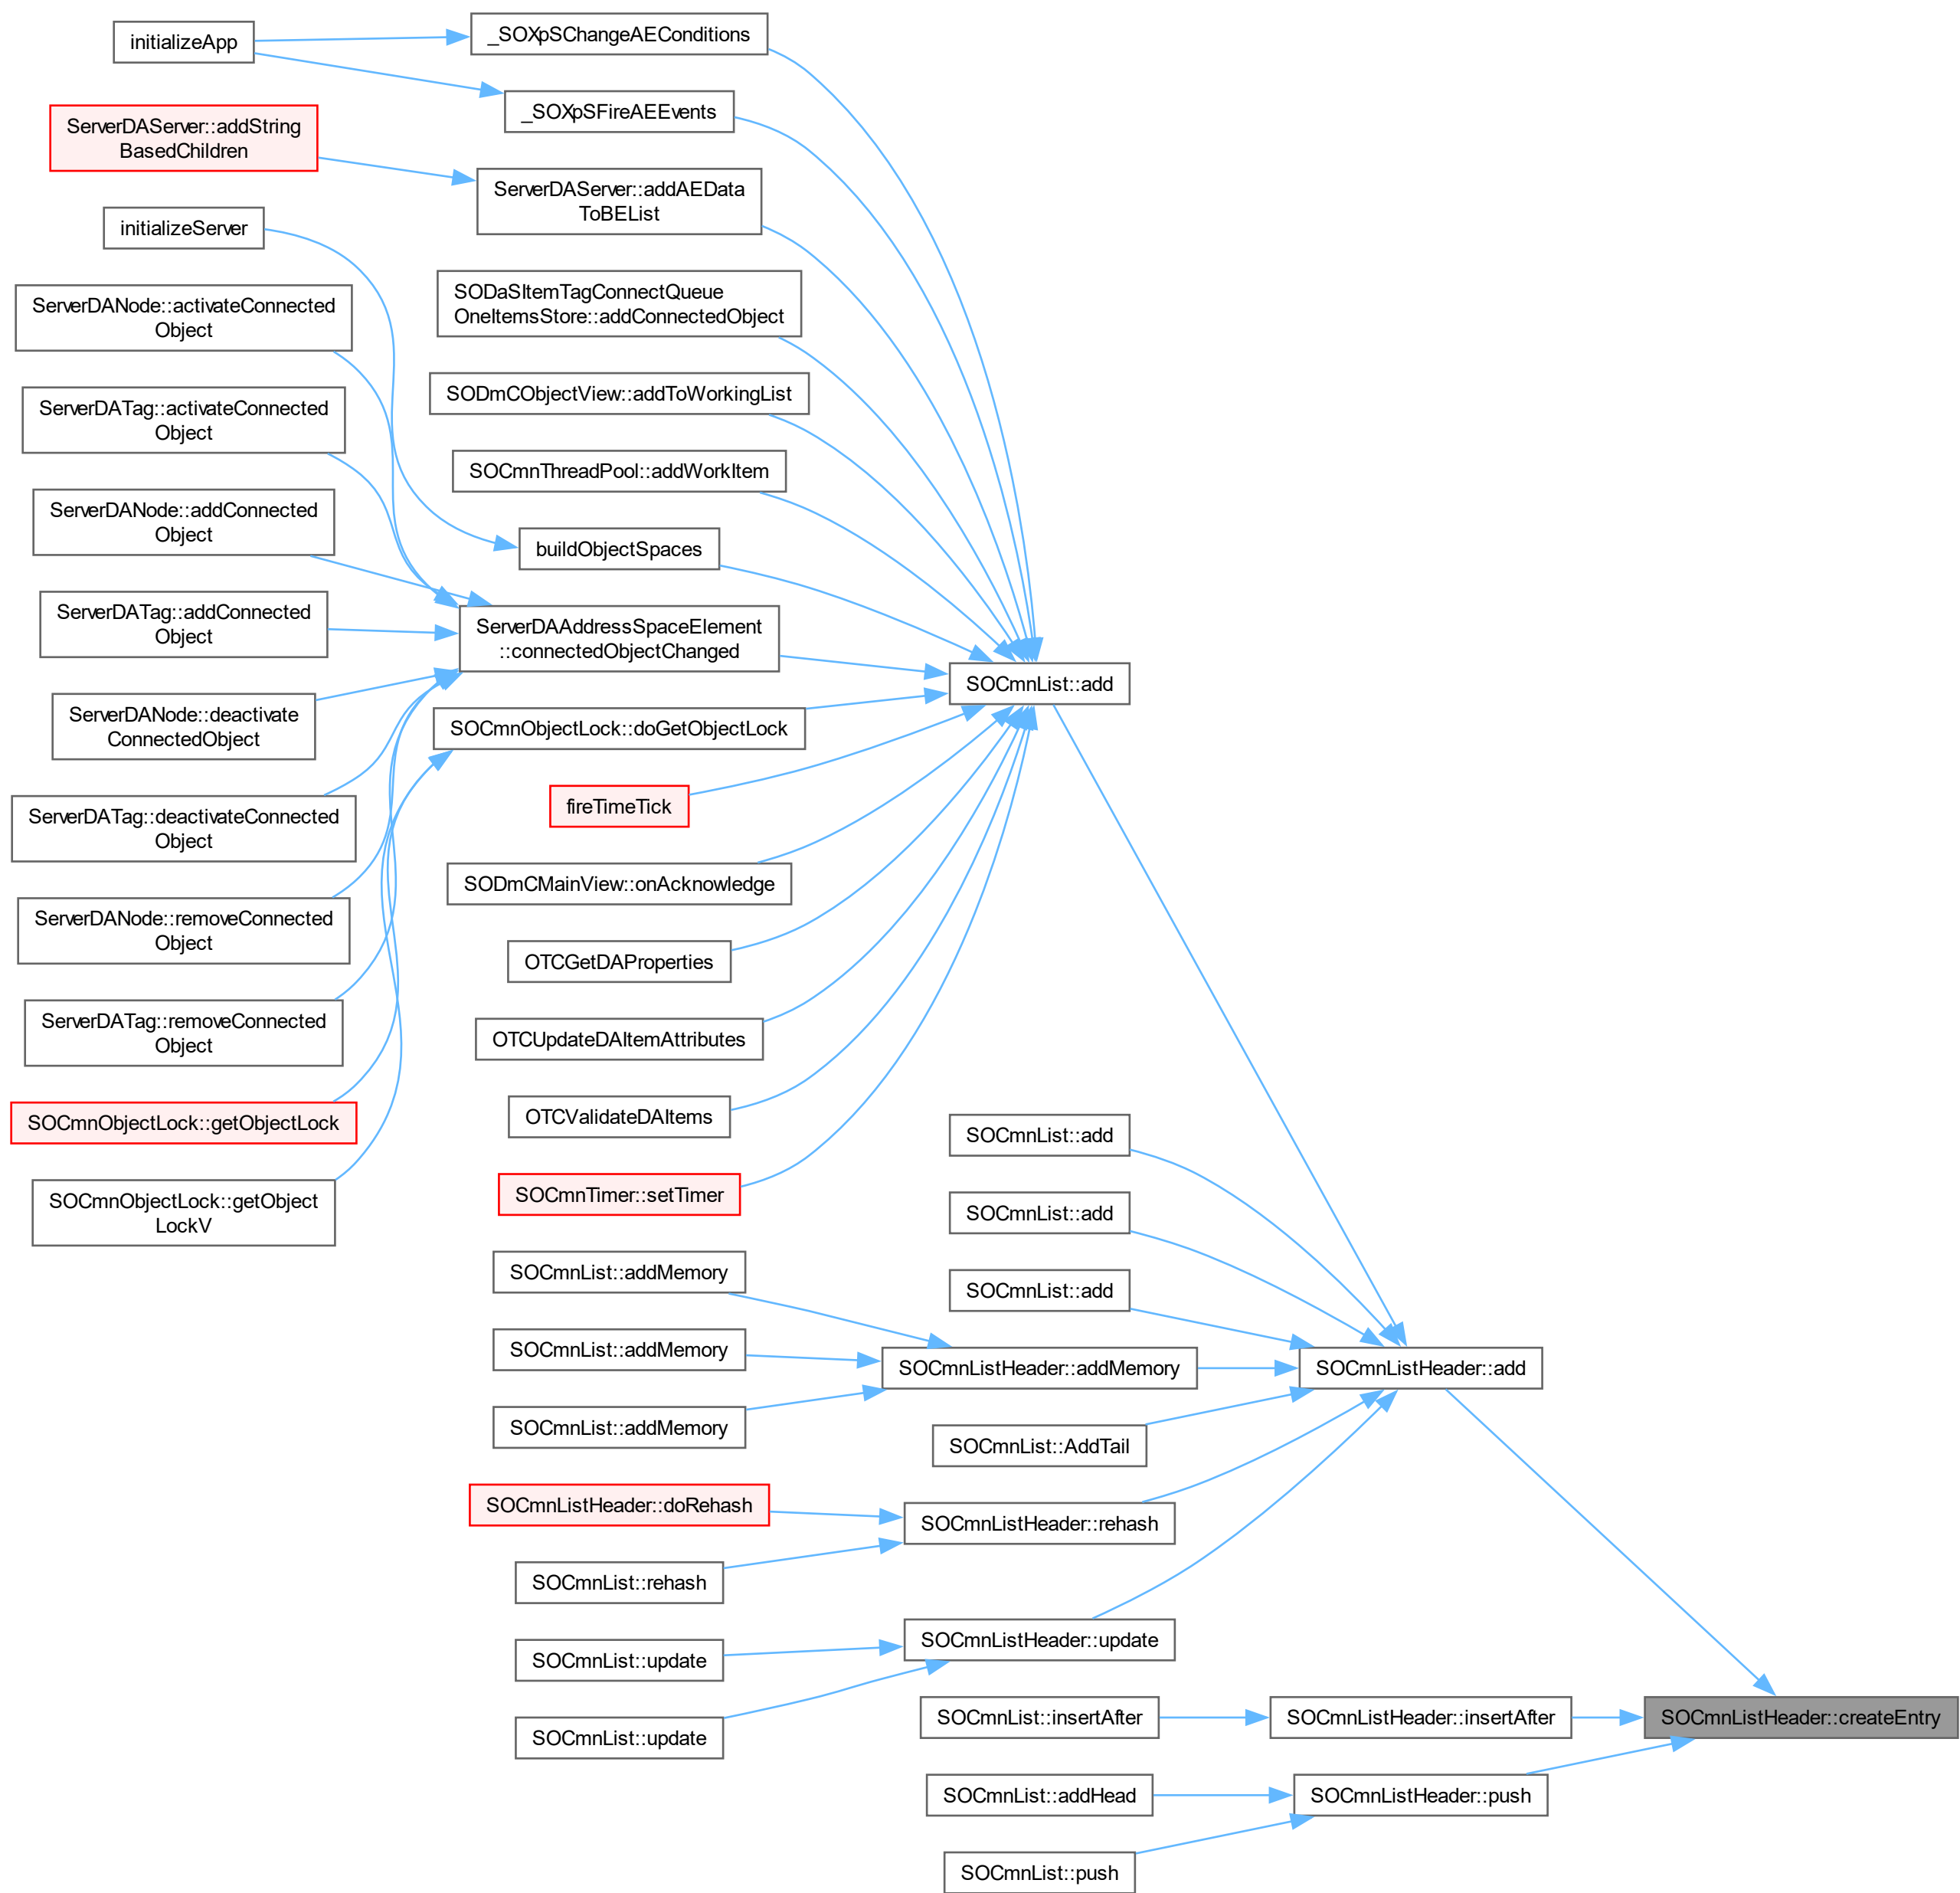 initializeApp
_SOXpSChangeAEConditions
_SOXpSFireAEEvents
ServerDAServer::addString
BasedChildren
ServerDAServer::addAEData
ToBEList
initializeServer
SODaSItemTagConnectQueue
OneItemsStore::addConnectedObject
ServerDANode::activateConnected
Object
SODmCObjectView::addToWorkingList
ServerDATag::activateConnected
Object
SOCmnThreadPool::addWorkItem
ServerDANode::addConnected
Object
buildObjectSpaces
ServerDATag::addConnected
Object
ServerDAAddressSpaceElement
::connectedObjectChanged
SOCmnList::add
ServerDANode::deactivate
ConnectedObject
SOCmnObjectLock::doGetObjectLock
ServerDATag::deactivateConnected
Object
fireTimeTick
SODmCMainView::onAcknowledge
ServerDANode::removeConnected
Object
OTCGetDAProperties
ServerDATag::removeConnected
Object
OTCUpdateDAItemAttributes
SOCmnObjectLock::getObjectLock
OTCValidateDAItems
SOCmnList::add
SOCmnObjectLock::getObject
LockV
SOCmnTimer::setTimer
SOCmnList::add
SOCmnList::addMemory
SOCmnList::add
SOCmnList::addMemory
SOCmnListHeader::addMemory
SOCmnListHeader::add
SOCmnList::addMemory
SOCmnList::AddTail
SOCmnListHeader::doRehash
SOCmnListHeader::rehash
SOCmnList::rehash
SOCmnListHeader::update
SOCmnList::update
SOCmnList::update
SOCmnList::insertAfter
SOCmnListHeader::insertAfter
SOCmnListHeader::createEntry
SOCmnList::addHead
SOCmnListHeader::push
SOCmnList::push